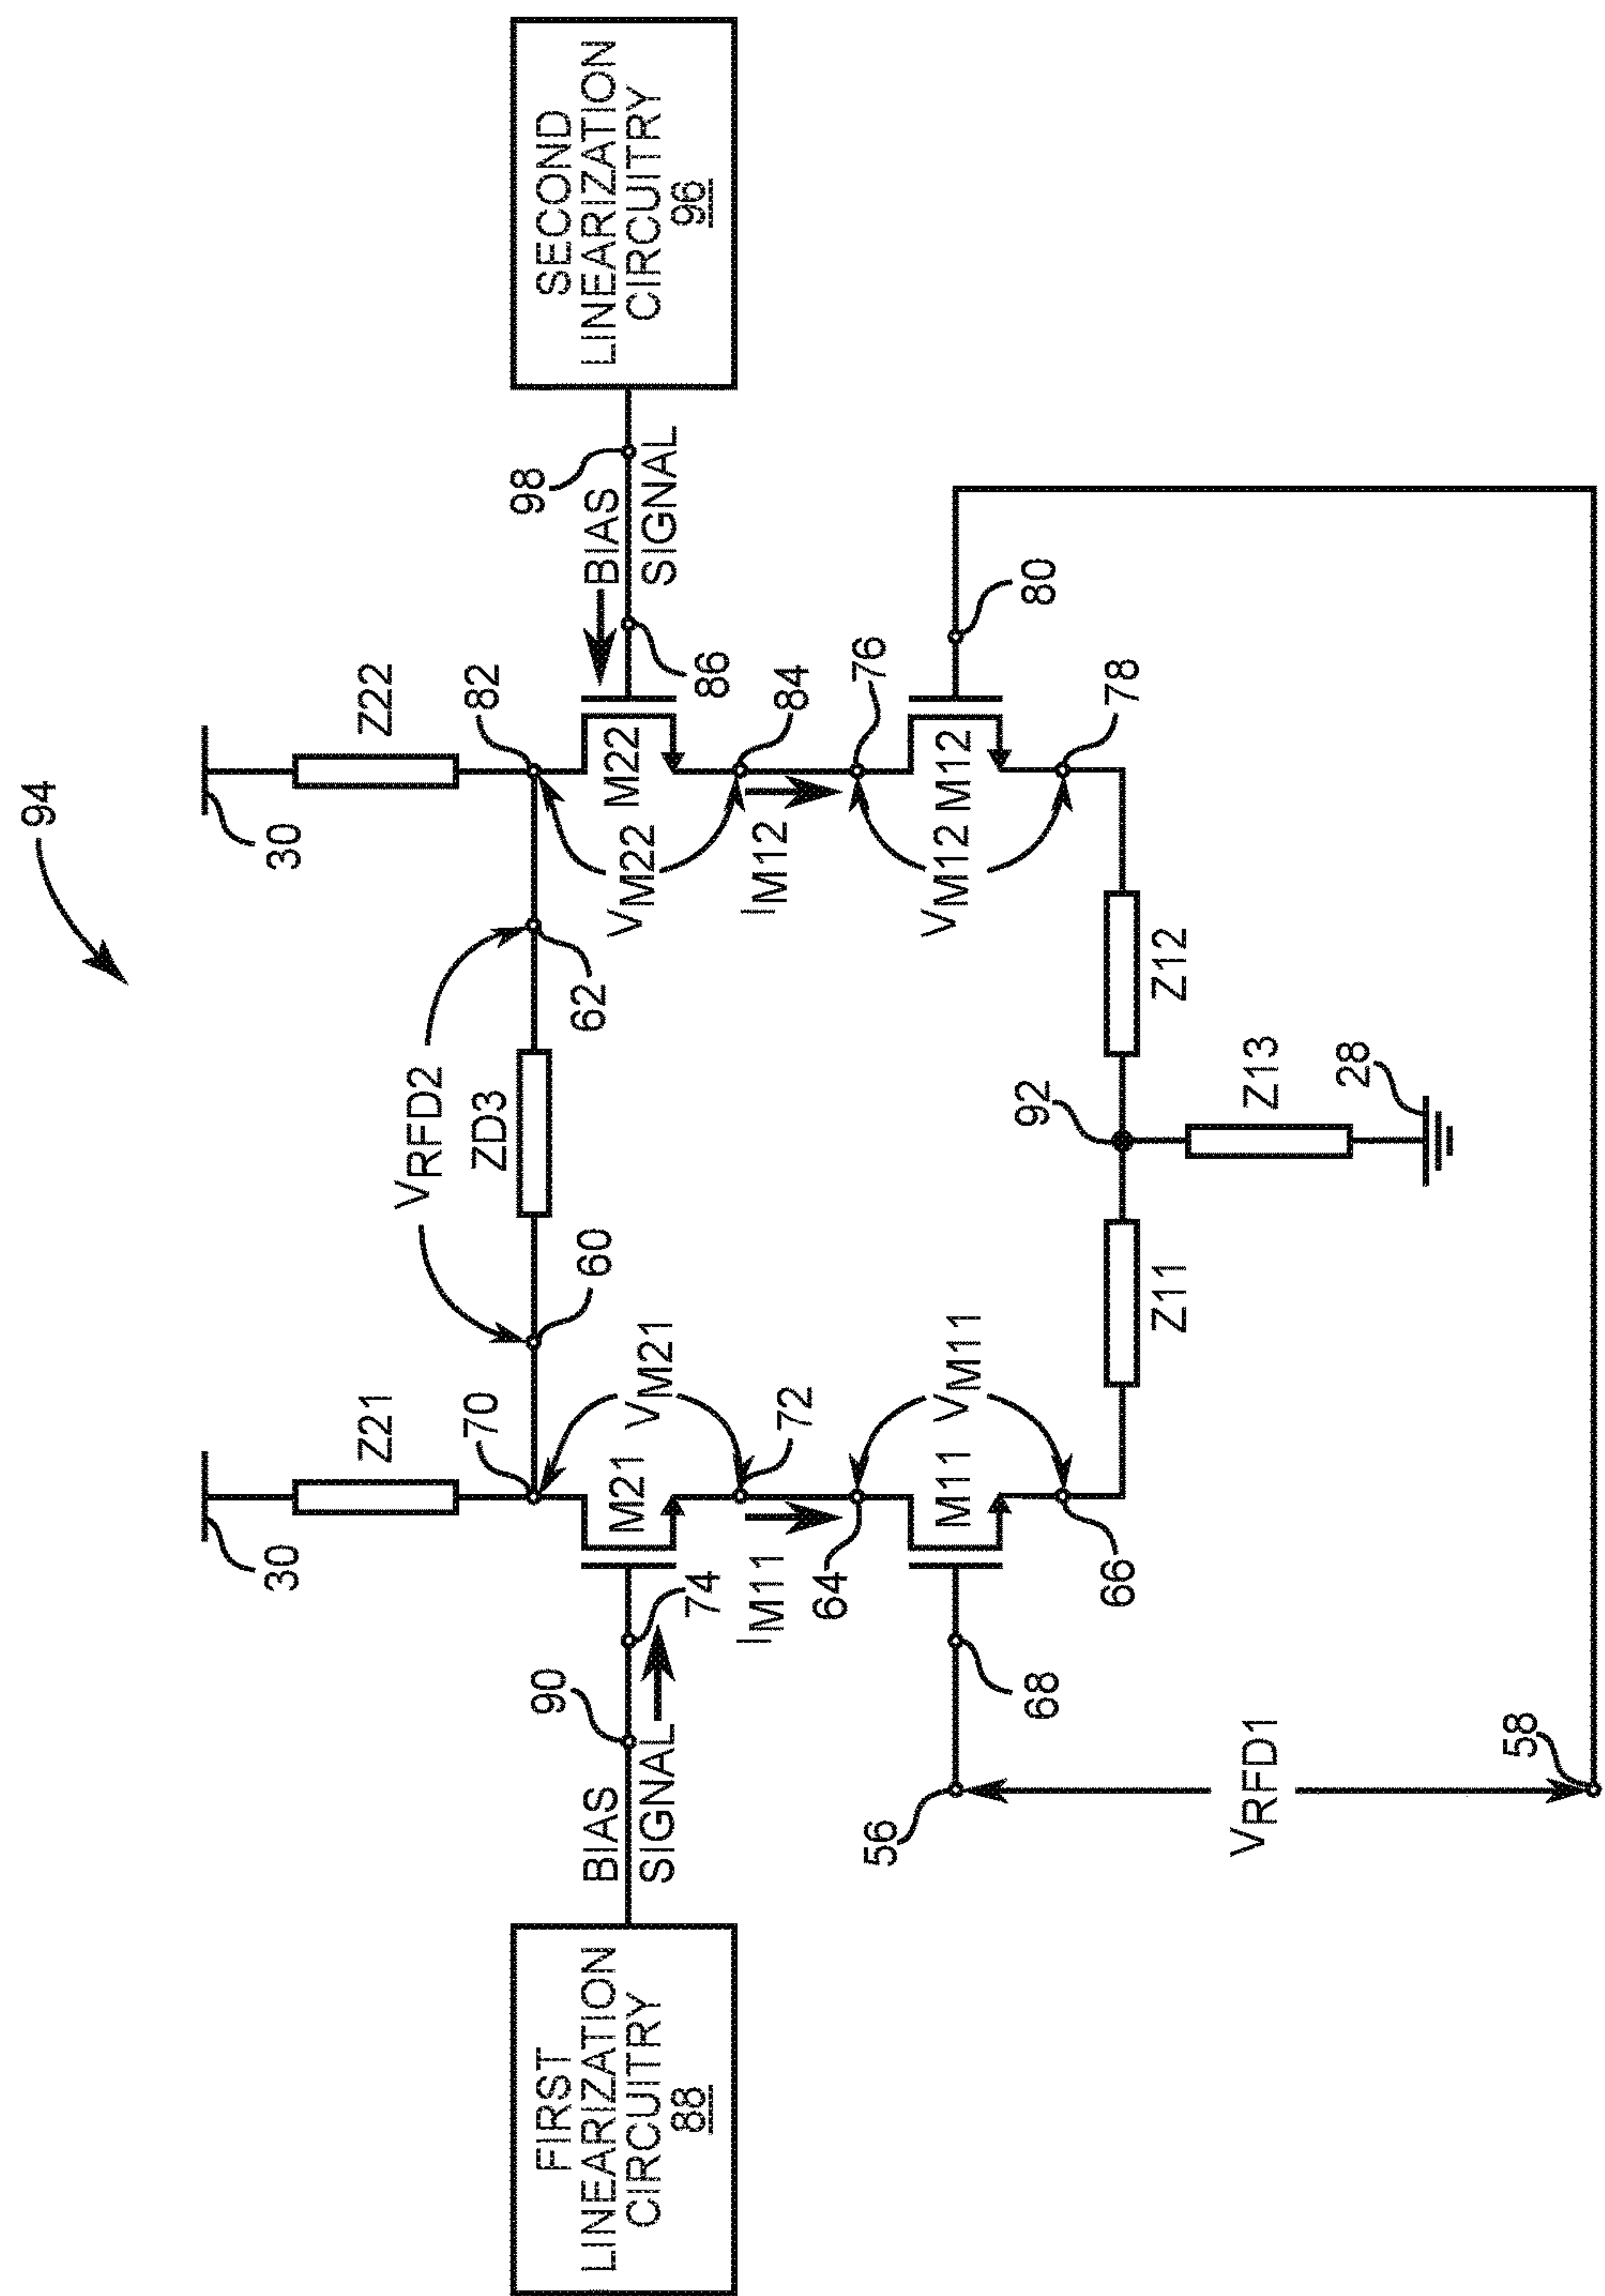 94
30
30
Z21
Z22
VRFD2
70
60
ZD3
62
82
FIRST
LINEARIZATION
CIRCUITRY
88
BIAS
SIGNAL
90
74
M21
VM21
VM22
M22
86
BIAS
SIGNAL
98
SECOND
LINEARIZATION
CIRCUITRY
96
IM11
72
IM12
84
64
76
56
68
M11
VM11
VM12
M12
80
66
78
Z11
92
Z12
Z13
VRFD1
28
58